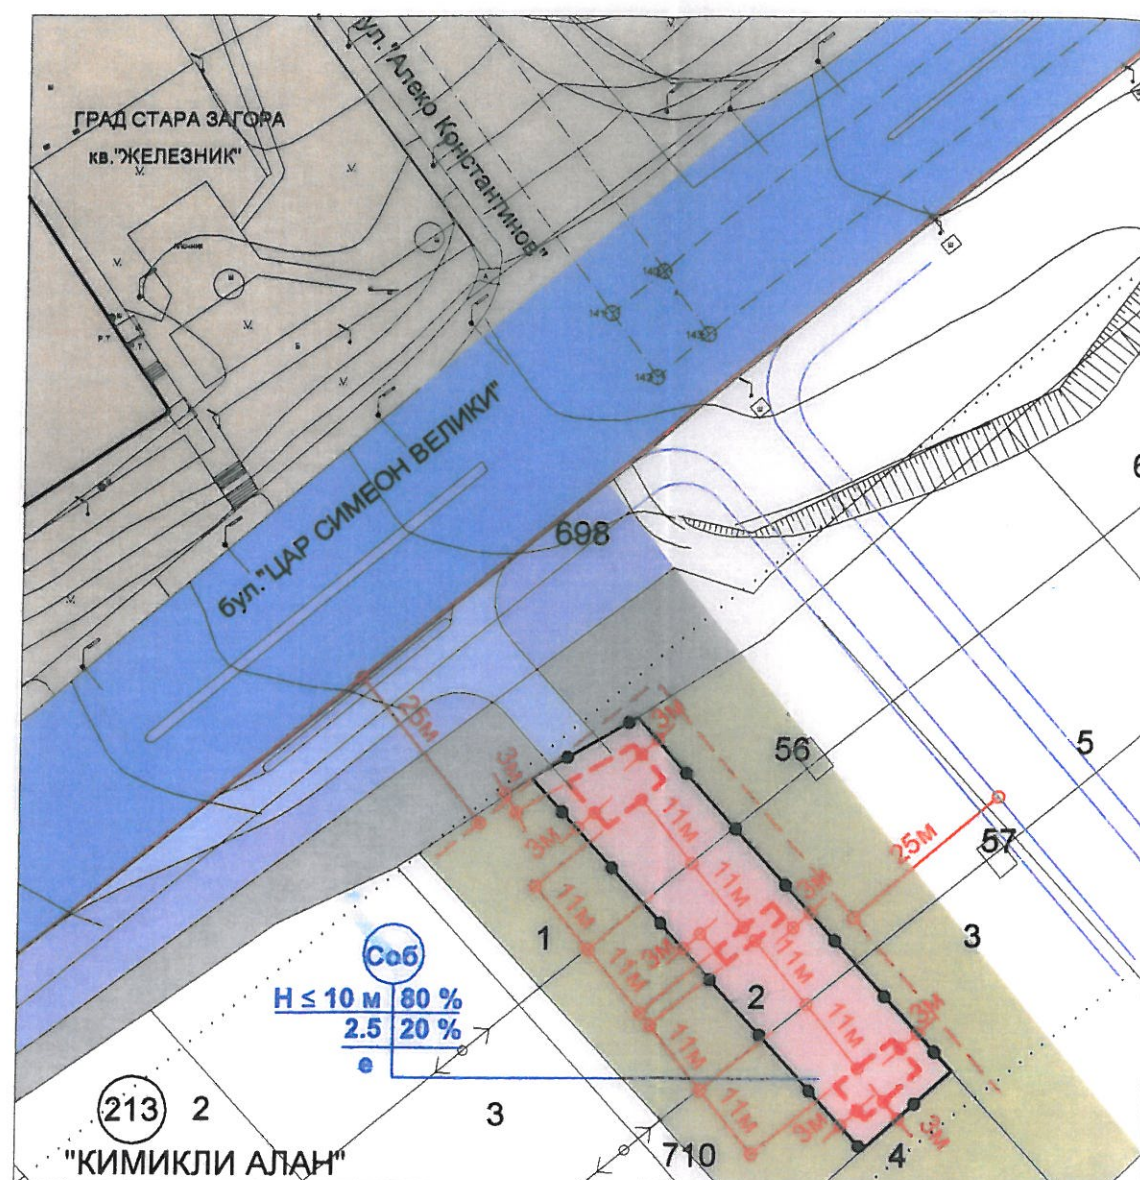 ул."Алеко Константинов"
ГРАД СТАРА ЗАГОРА
кв."ЖЕЛЕЗНИК"
бул."ЦАР СИМЕОН ВЕЛИКИ"
698
25м
3м
3м
3м
56
5
11м
11м
11м
11м
25м
57
3м
3м
3
1
11м
11м
3м
2
11м
11м
Соб
H ≤ 10 м 80 %
2.5 20 %
е
213
2
3
710
3м
3м
4
"КИМИКЛИ АЛАН"